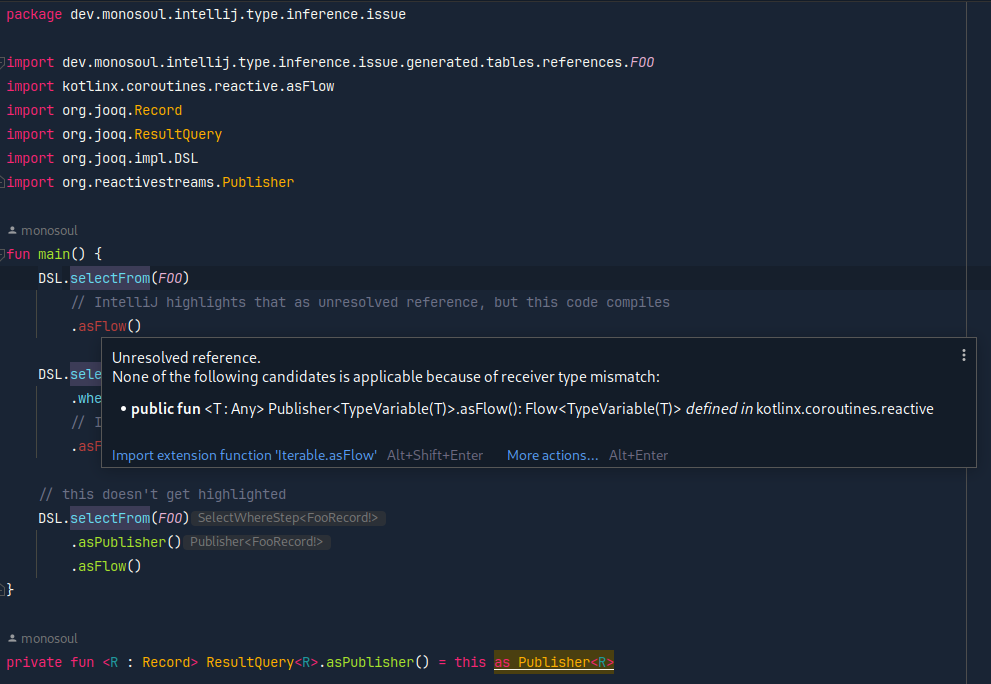 package dev.monosoul.intellij.type.inference.issue
import dev.monosoul.intellij.type.inference.issue.generated.tables.references.FOO
import kotlinx.coroutines.reactive.asFlow
import org.jooq.Record
import org.jooq.ResultQuery
import org.jooq.impl.DSL
import org.reactivestreams.Publisher
monosoul
fun main() {
DSL.selectFrom(FOO)
// IntelliJ highlights that as unresolved reference, but this code compiles
.asFlow()
Unresolved reference.
DSL.sele
None of the following candidates is applicable because of receiver type mismatch:
.whe
• public fun <T : Any> Publisher<TypeVariable(T)>.asFlow(): Flow<TypeVariable(T)> defined in kotlinx.coroutines.reactive
// I
.asF
Import extension function 'Iterable.asFlow' Alt+Shift+Enter More actions... Alt+Enter
// this doesn't get highlighted
DSL.selectFrom(FOO) SelectWhereStep<FooRecord!>
.asPublisher() Publisher<FooRecord!>
.asFlow()
}
monosoul
private fun <R : Record> ResultQuery<R>.asPublisher() = this as Publisher<R>